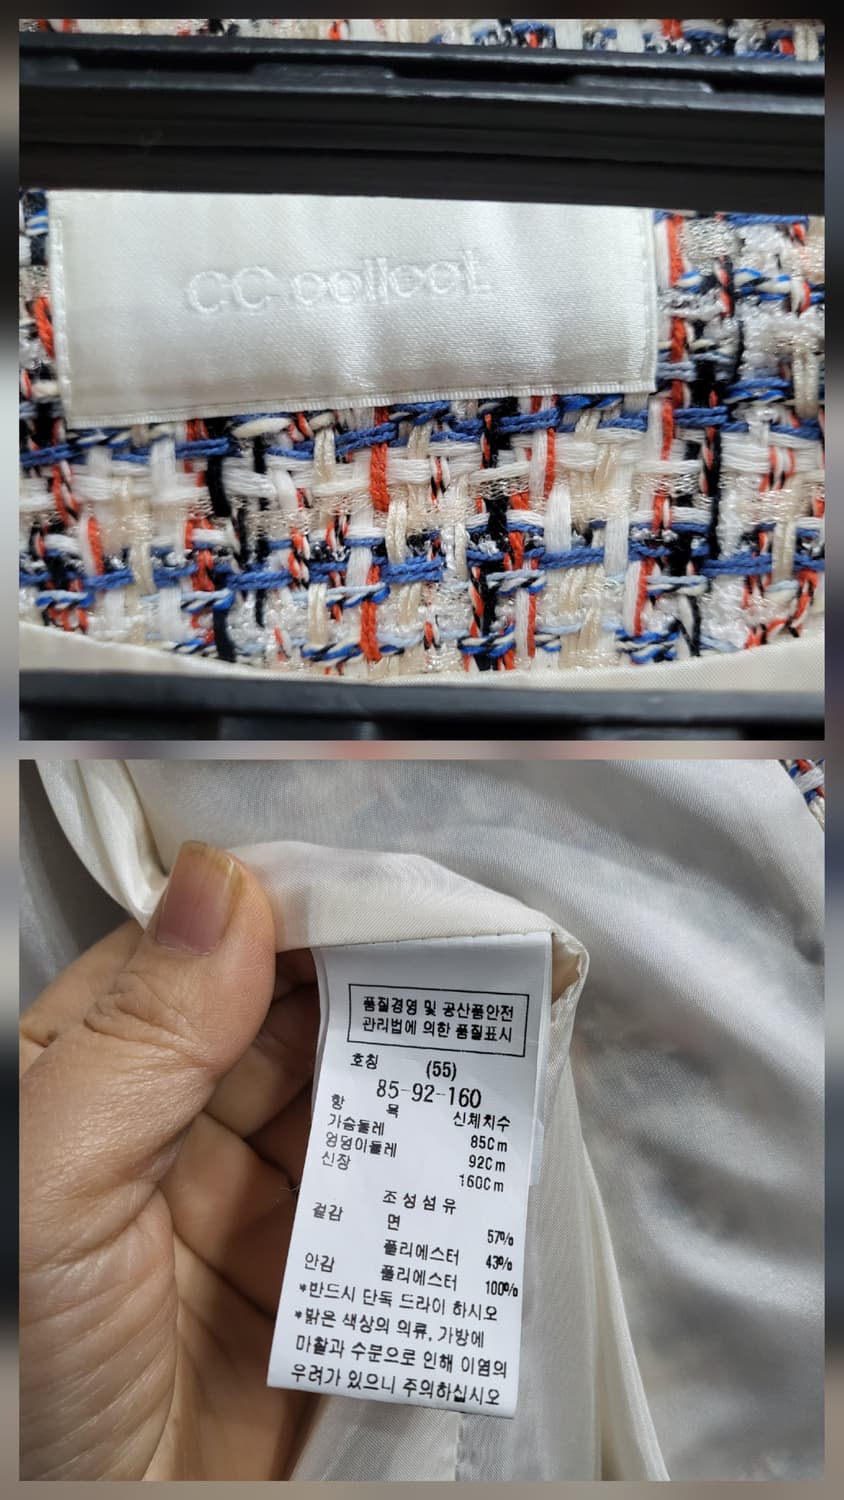 CC collect
품질경영 및 공산품안전
관리법에 의한 품질표시
호칭 (55)
85-92-160
항 목 신체치수
가슴둘레 85Cm
엉덩이둘레 92Cm
신장 160Cm
조성섬유
겉감 면 57%
폴리에스터 43%
안감 폴리에스터 100%
*반드시 단독 드라이 하시오
*밝은 색상의 의류, 가방에
마찰과 수분으로 인해 이염의
우려가 있으니 주의하십시오